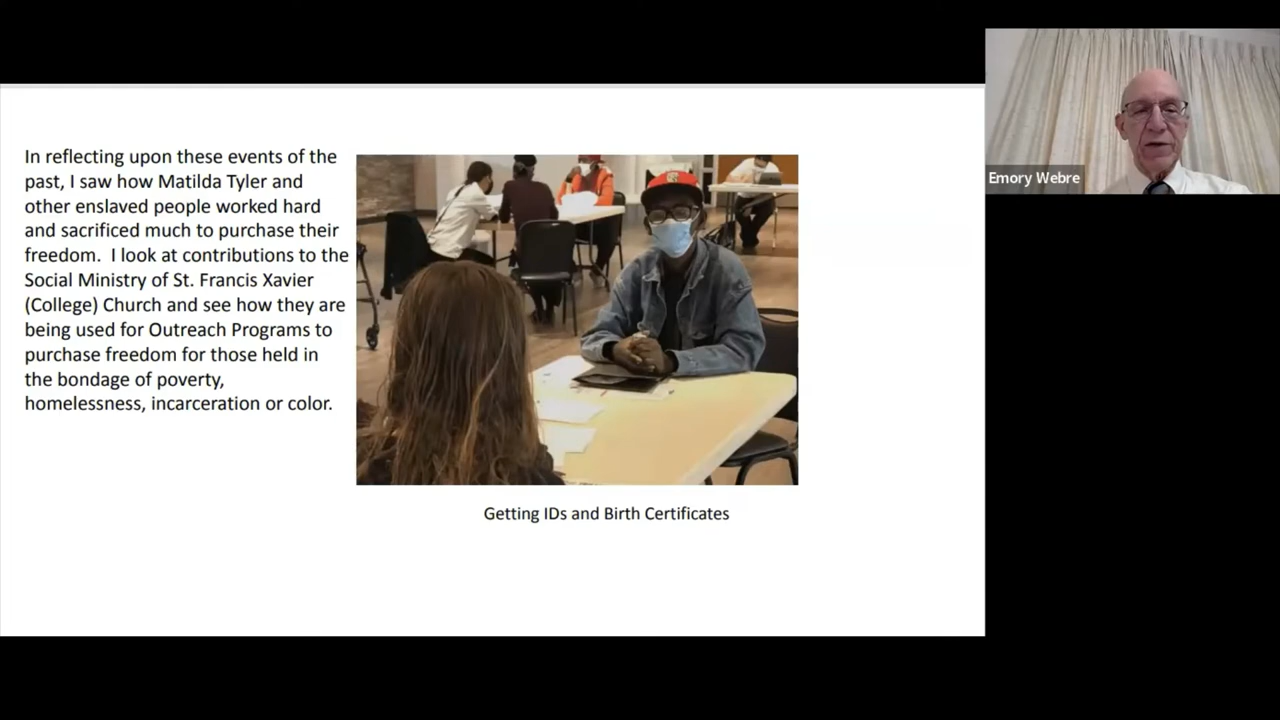 In reflecting upon these events of the
past, I saw how Matilda Tyler and
other enslaved people worked hard
and sacrificed much to purchase their
freedom.  I look at contributions to the
Social Ministry of St. Francis Xavier
(College) Church and see how they are
being used for Outreach Programs to
purchase freedom for those held in
the bondage of poverty,
homelessness, incarceration or color.
Getting IDs and Birth Certificates
Emory Webre